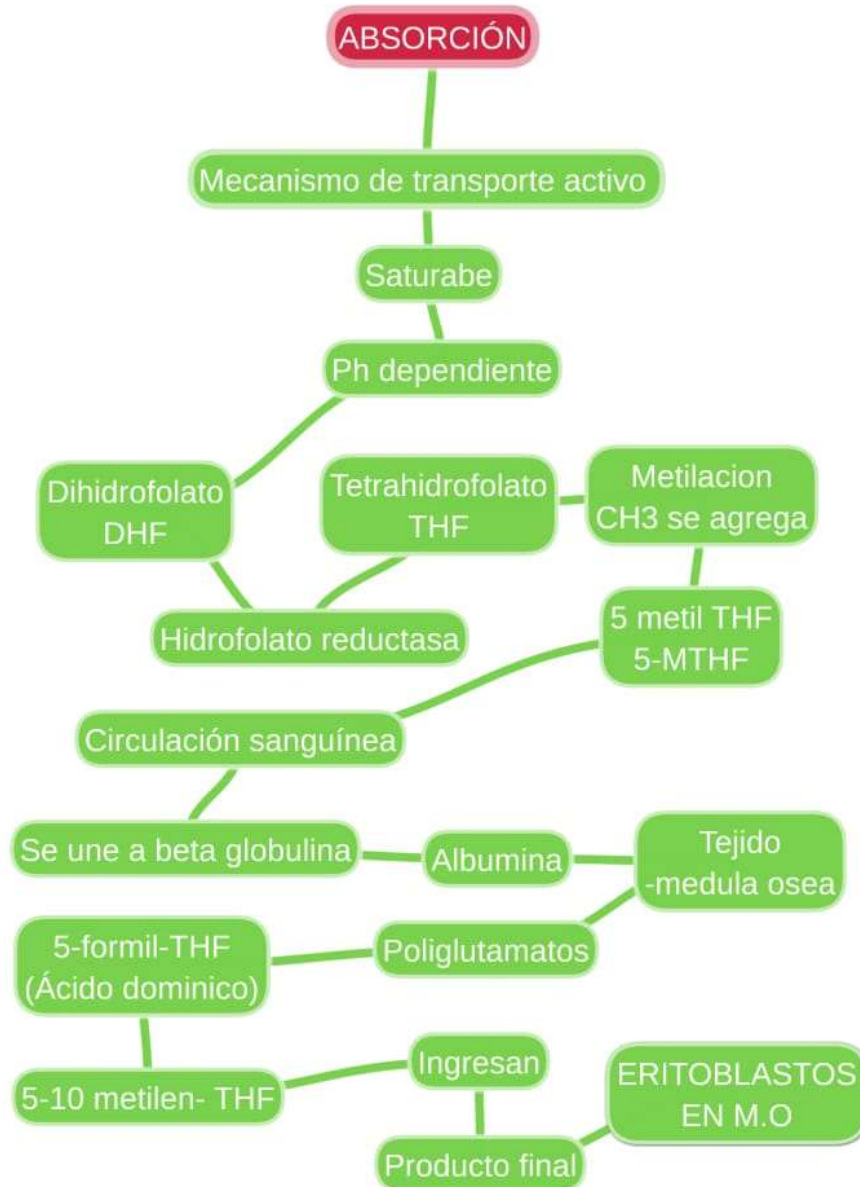 ABSORCIÓN
Mecanismo de transporte activo
Saturabe
Ph dependiente
Dihidrofolato
DHF
Hidrofolato reductasa
Tetrahidrofolato
THF
Metilacion
CH3 se agrega
5 metil THF
5-MTHF
Circulación sanguínea
Se une a beta globulina
Albumina
Tejido
-medula osea
Poliglutamatos
5-formil-THF
(Ácido dominico)
5-10 metilen- THF
Ingresan
Producto final
ERITOBLASTOS
EN M.O